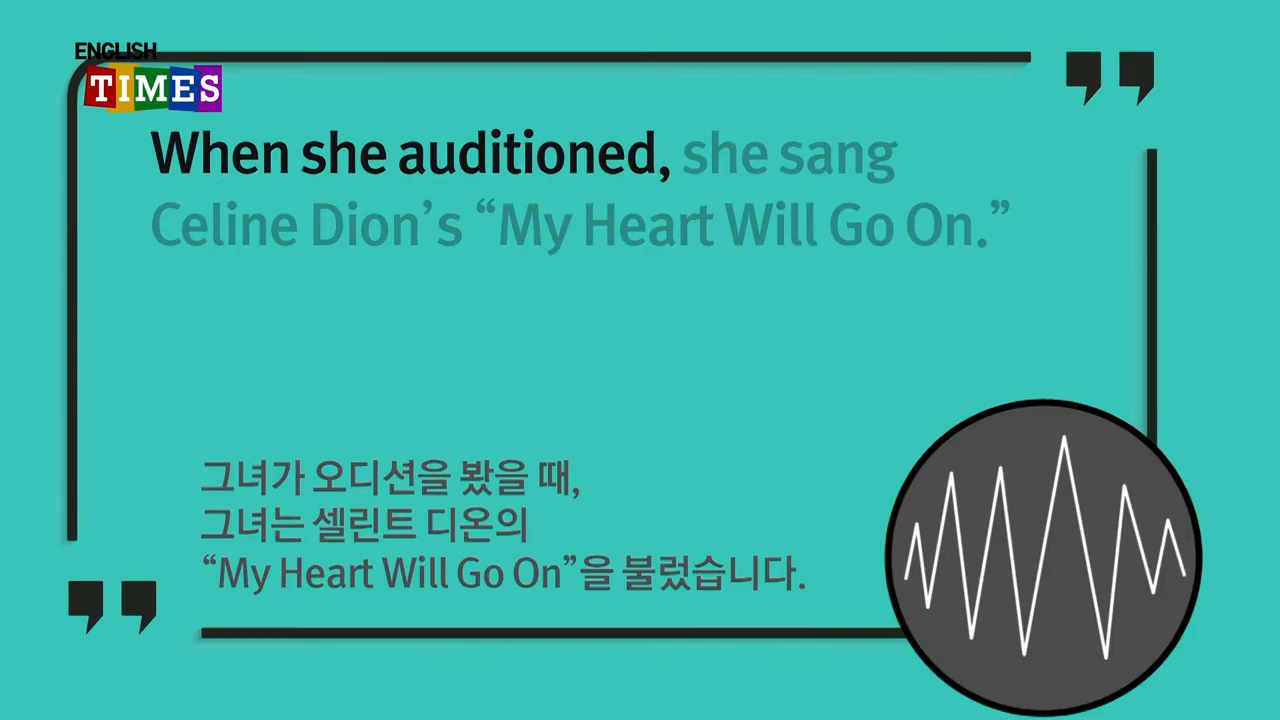 ENGLISH
TIMES
When she auditioned, she sang
Celine Dion’s “My Heart Will Go On.”
그녀가 오디션을 봤을 때,
그녀는 셀린트 디온의
“My Heart Will Go On”을 불렀습니다.